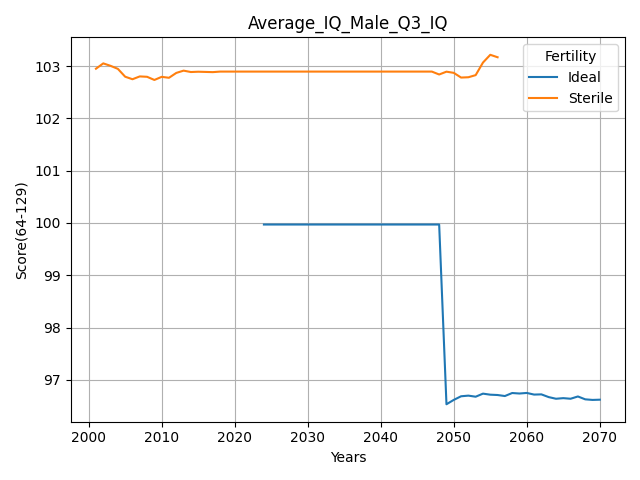 Average_IQ_Male_Q3_IQ
Fertility
Ideal
Sterile
Score(64-129)
103
102
101
100
99
98
97
2000 2010 2020 2030 2040 2050 2060 2070
Years